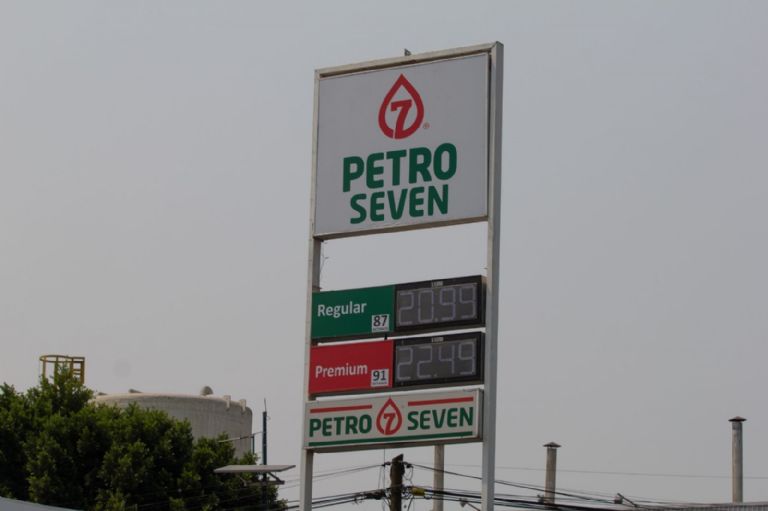 7
PETRO
SEVEN
Regular 87 20.99
Premium 91 22.49
PETRO 7 SEVEN